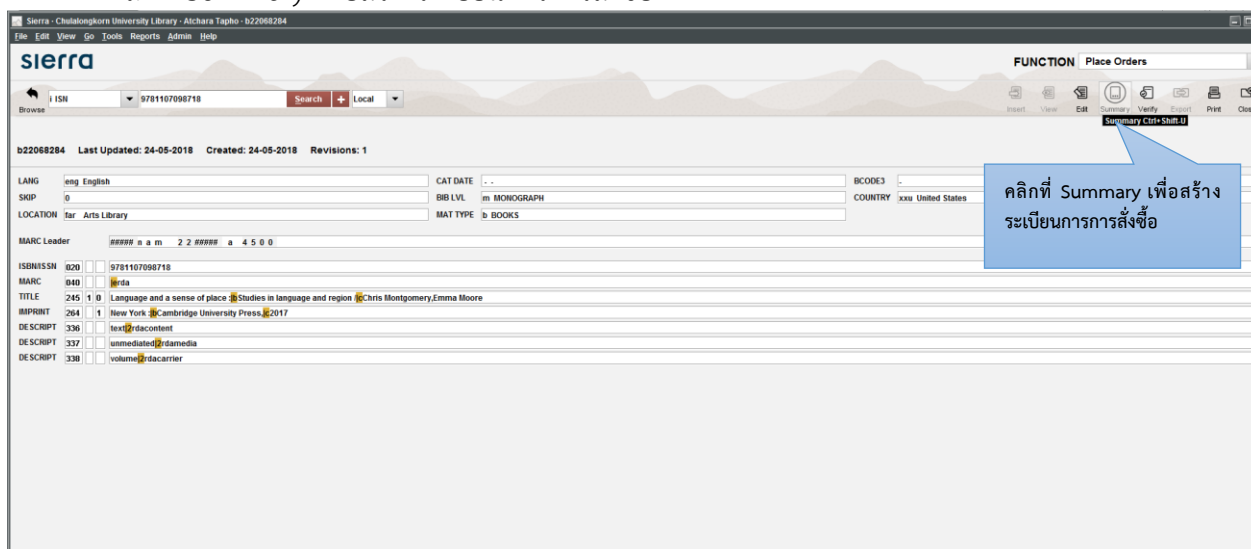 Sierra · Chulalongkorn University Library · Atchara Tapho · b22068284
File Edit View Go Tools Reports Admin Help
sierra
FUNCTION Place Orders
Browse i ISN 9781107098718 Search + Local
Insert View Edit Summary Verify Export Print Clos
Summary Ctrl+Shift-U
b22068284 Last Updated: 24-05-2018 Created: 24-05-2018 Revisions: 1
คลิกที่ Summary เพื่อสร้าง
ระเบียนการการสั่งซื้อ
LANG eng English CAT DATE - - BCODE3 -
SKIP 0 BIB LVL m MONOGRAPH COUNTRY xxu United States
LOCATION far Arts Library MAT TYPE b BOOKS
MARC Leader ##### n a m 2 2 ##### a 4 5 0 0
ISBN/ISSN 020 9781107098718
MARC 040 |erda
TITLE 245 1 0 Language and a sense of place :|bStudies in language and region /|cChris Montgomery,Emma Moore
IMPRINT 264 1 New York :|bCambridge University Press,|c2017
DESCRIPT 336 text|2rdacontent
DESCRIPT 337 unmediated|2rdamedia
DESCRIPT 338 volume|2rdacarrier